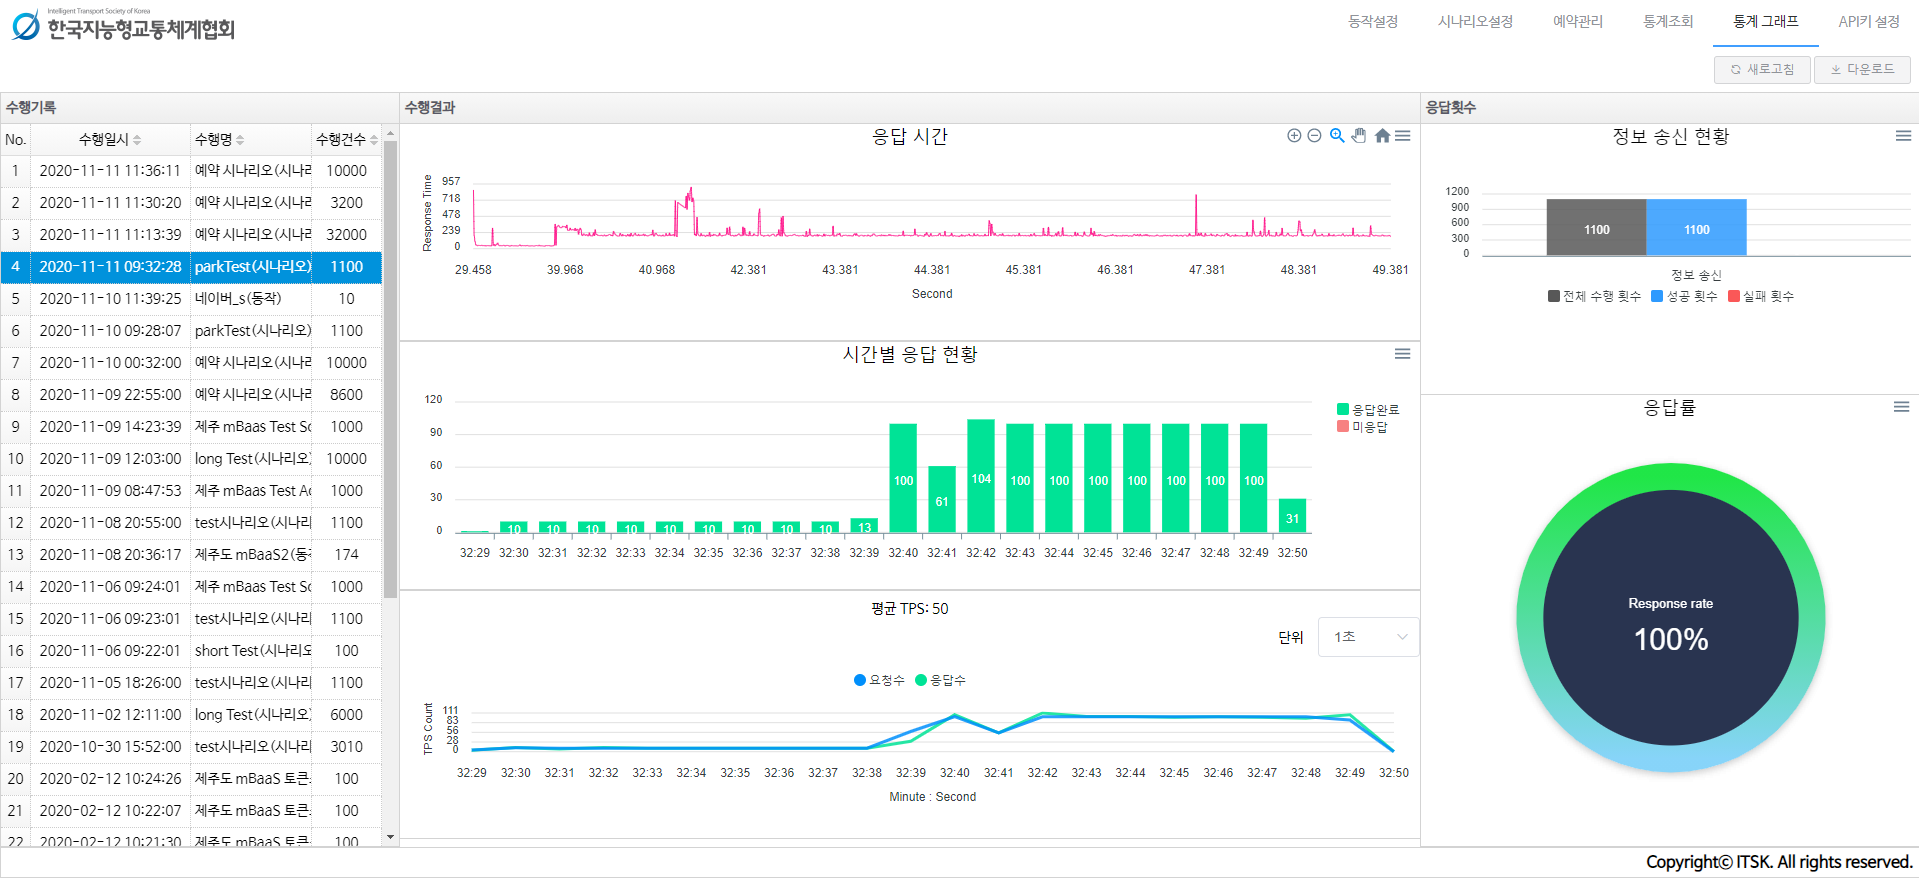 Intelligent Transport Society of Korea
한국지능형교통체계협회
동작설정 시나리오설정 예약관리 통계조회 통계 그래프 API키 설정
새로고침 다운로드
수행기록
No. 수행일시 수행명 수행건수
1 2020-11-11 11:36:11 예약 시나리오(시나리 10000
2 2020-11-11 11:30:20 예약 시나리오(시나리 3200
3 2020-11-11 11:13:39 예약 시나리오(시나리 32000
4 2020-11-11 09:32:28 parkTest(시나리오) 1100
5 2020-11-10 11:39:25 네이버_s(동작) 10
6 2020-11-10 09:28:07 parkTest(시나리오) 1100
7 2020-11-10 00:32:00 예약 시나리오(시나리 10000
8 2020-11-09 22:55:00 예약 시나리오(시나리 8600
9 2020-11-09 14:23:39 제주 mBaas Test Sc 1000
10 2020-11-09 12:03:00 long Test(시나리오) 10000
11 2020-11-09 08:47:53 제주 mBaas Test Ac 1000
12 2020-11-08 20:55:00 test시나리오(시나리 1100
13 2020-11-08 20:36:17 제주도 mBaaS2(동작 174
14 2020-11-06 09:24:01 제주 mBaas Test Sc 1000
15 2020-11-06 09:23:01 test시나리오(시나리 1100
16 2020-11-06 09:22:01 short Test(시나리오 100
17 2020-11-05 18:26:00 test시나리오(시나리 1100
18 2020-11-02 12:11:00 long Test(시나리오) 6000
19 2020-10-30 15:52:00 test시나리오(시나리 3010
20 2020-02-12 10:24:26 제주도 mBaaS 토큰 100
21 2020-02-12 10:22:07 제주도 mBaaS 토큰 100
22 2020-02-12 10:21:30 제주도 mBaaS 토큰 100
수행결과
응답 시간
Response Time
957
718
478
239
0
29.458 39.968 40.968 42.381 43.381 44.381 45.381 46.381 47.381 48.381 49.381
Second
시간별 응답 현황
120
90
60
30
0
10 10 10 10 10 10 10 10 10 13 100 61 104 100 100 100 100 100 100 100 31
32:29 32:30 32:31 32:32 32:33 32:34 32:35 32:36 32:37 32:38 32:39 32:40 32:41 32:42 32:43 32:44 32:45 32:46 32:47 32:48 32:49 32:50
응답완료
미응답
평균 TPS: 50
단위 1초
요청수 응답수
TPS Count
111
83
56
28
0
32:29 32:30 32:31 32:32 32:33 32:34 32:35 32:36 32:37 32:38 32:39 32:40 32:41 32:42 32:43 32:44 32:45 32:46 32:47 32:48 32:49 32:50
Minute : Second
응답횟수
정보 송신 현황
1200
900
600
300
0
1100 1100
정보 송신
전체 수행 횟수 성공 횟수 실패 횟수
응답률
Response rate
100%
Copyrightⓒ ITSK. All rights reserved.